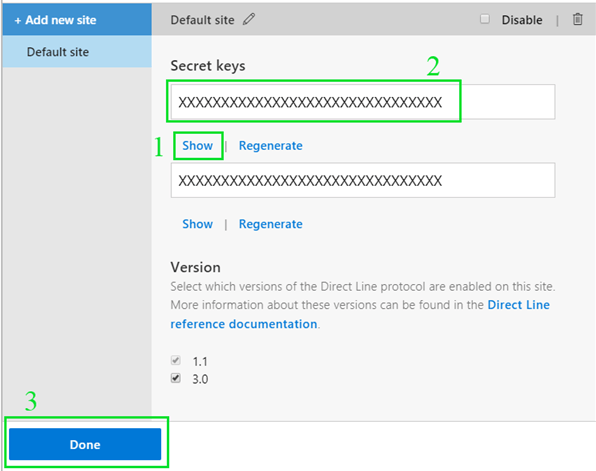 + Add new site
Default site
Disable |
Default site
Secret keys
2
XXXXXXXXXXXXXXXXXXXXXXXXXXXXXXX
1
Show | Regenerate
XXXXXXXXXXXXXXXXXXXXXXXXXXXXXXX
Show | Regenerate
Version
Select which versions of the Direct Line protocol are enabled on this site.
More information about these versions can be found in the Direct Line
reference documentation.
1.1
3.0
3
Done